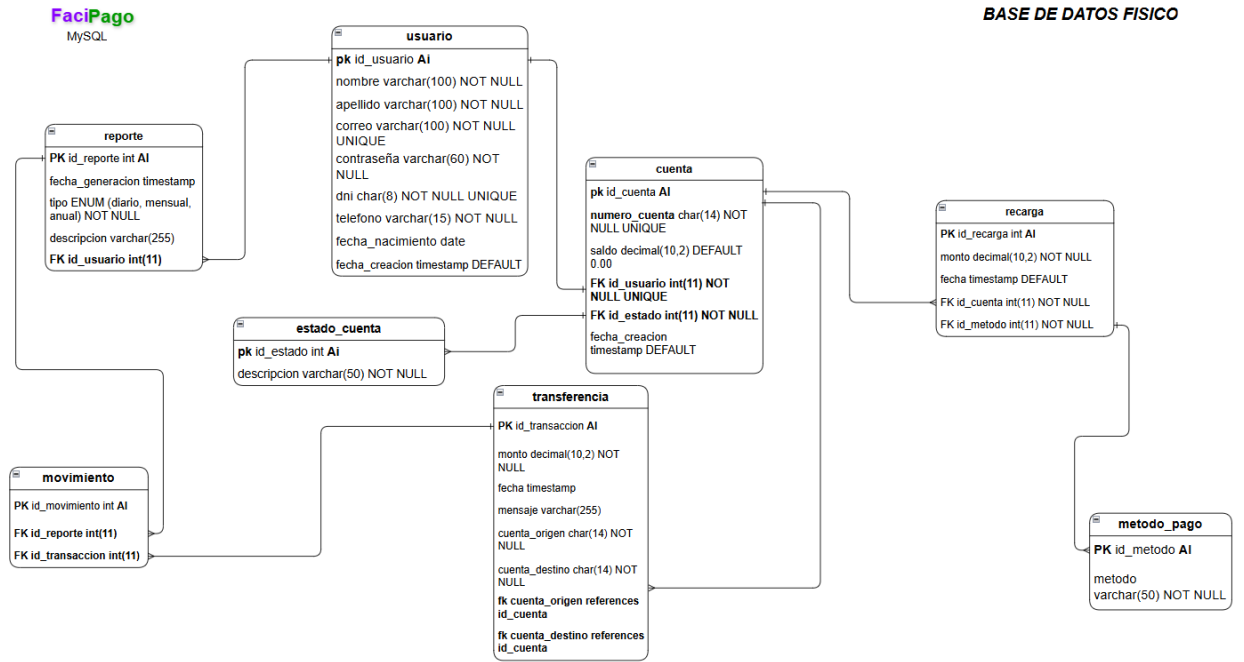 FaciPago
MySQL
BASE DE DATOS FISICO
usuario
pk id_usuario Ai
nombre varchar(100) NOT NULL
apellido varchar(100) NOT NULL
correo varchar(100) NOT NULL
UNIQUE
contraseña varchar(60) NOT
NULL
dni char(8) NOT NULL UNIQUE
telefono varchar(15) NOT NULL
fecha_nacimiento date
fecha_creacion timestamp DEFAULT
reporte
PK id_reporte int AI
fecha_generacion timestamp
tipo ENUM (diario, mensual,
anual) NOT NULL
descripcion varchar(255)
FK id_usuario int(11)
cuenta
pk id_cuenta AI
numero_cuenta char(14) NOT
NULL UNIQUE
saldo decimal(10,2) DEFAULT
0.00
FK id_usuario int(11) NOT
NULL UNIQUE
FK id_estado int(11) NOT NULL
fecha_creacion
timestamp DEFAULT
recarga
PK id_recarga int AI
monto decimal(10,2) NOT NULL
fecha timestamp DEFAULT
FK id_cuenta int(11) NOT NULL
FK id_metodo int(11) NOT NULL
estado_cuenta
pk id_estado int Ai
descripcion varchar(50) NOT NULL
transferencia
PK id_transaccion AI
monto decimal(10,2) NOT
NULL
fecha timestamp
mensaje varchar(255)
cuenta_origen char(14) NOT
NULL
cuenta_destino char(14) NOT
NULL
fk cuenta_origen references
id_cuenta
fk cuenta_destino references
id_cuenta
movimiento
PK id_movimiento int AI
FK id_reporte int(11)
FK id_transaccion int(11)
metodo_pago
PK id_metodo AI
metodo
varchar(50) NOT NULL